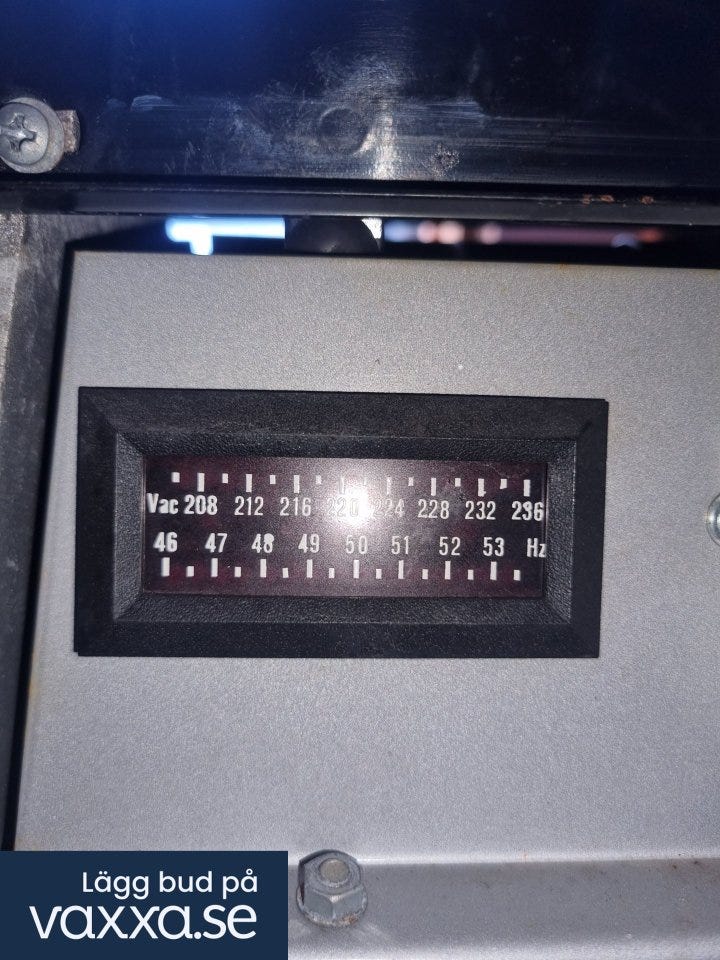 Vac 208 212 216 220 224 228 232 236
46 47 48 49 50 51 52 53 Hz
Lägg bud på
vaxxa.se